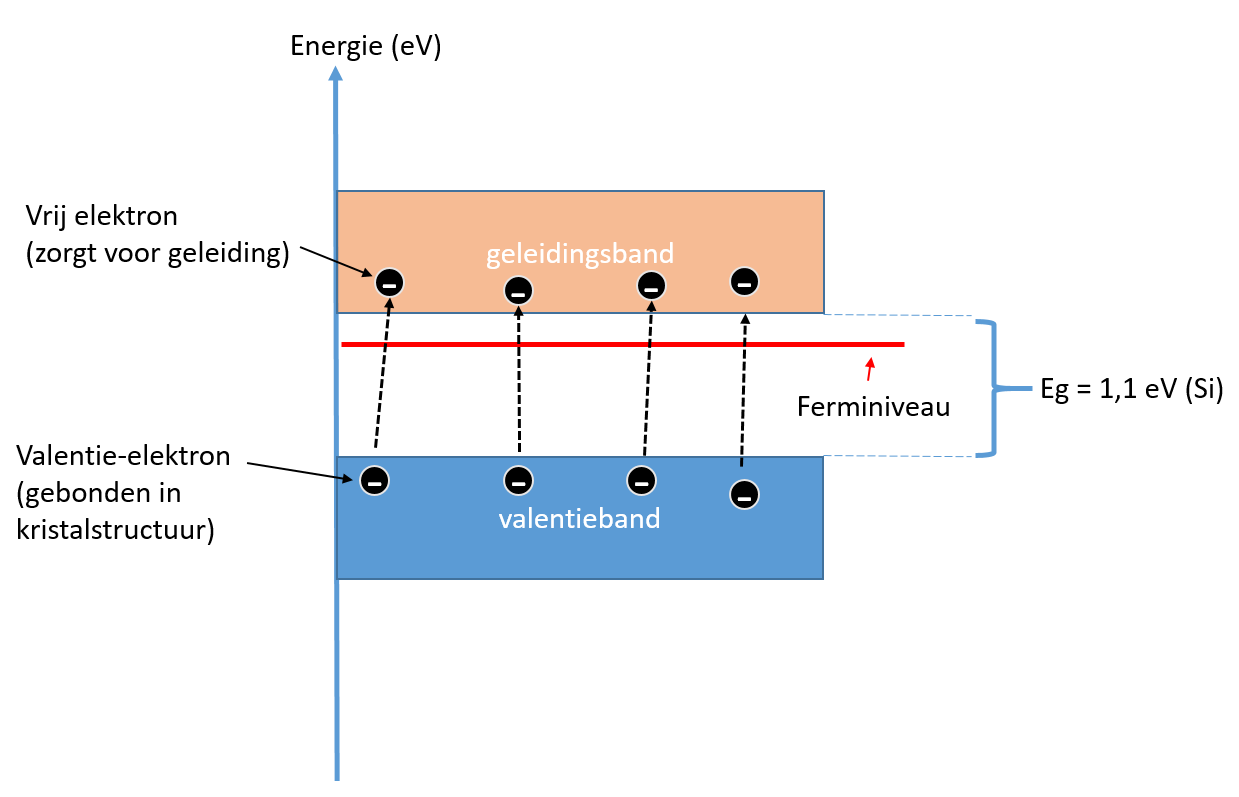 Energie (eV)
Vrij elektron
(zorgt voor geleiding)
geleidingsband
Ferminiveau
Eg = 1,1 eV (Si)
Valentie-elektron
(gebonden in
kristalstructuur)
valentieband